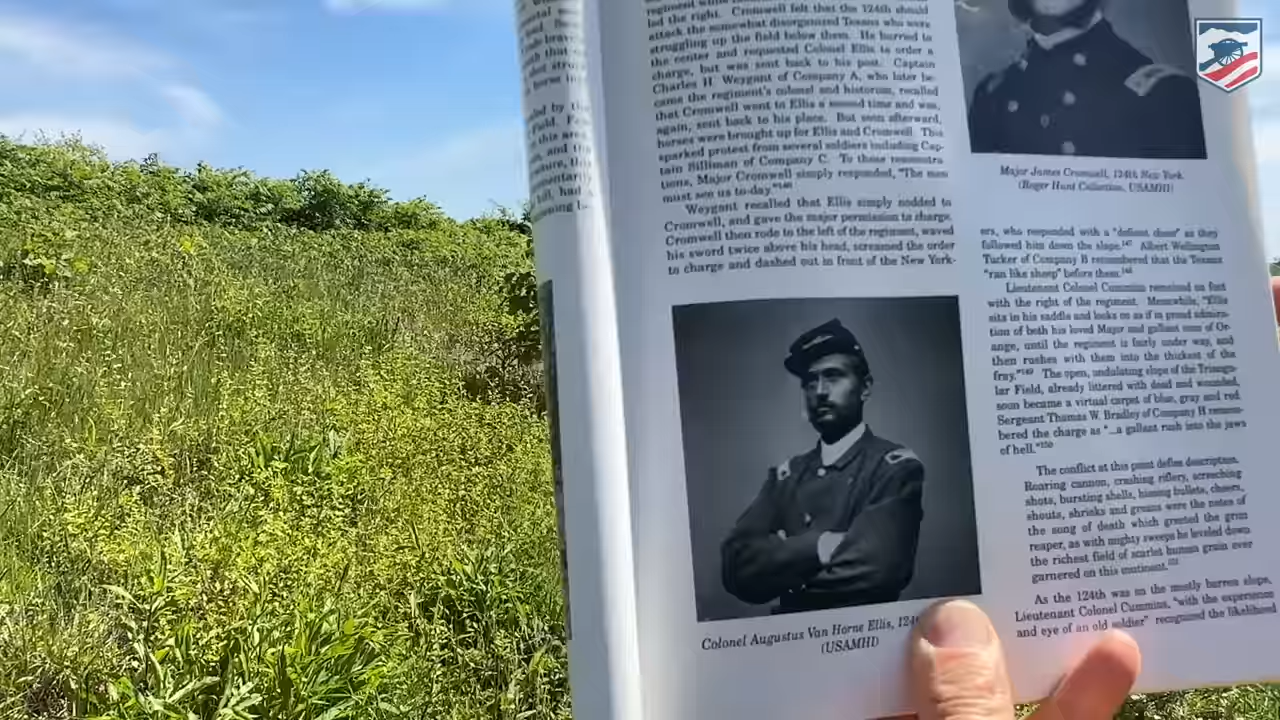 regiment while
led the right. Cromwell felt that the 124th should
attack the somewhat disorganized Texans who were
struggling up the field below them. He hurried to
the center and requested Colonel Ellis to order a
charge, but was sent back to his post. Captain
Charles H. Weygant of Company A, who later be-
came the regiment's colonel and historian, recalled
that Cromwell went to Ellis a second time and was,
again, sent back to his place. But soon afterward,
horses were brought up for Ellis and Cromwell. This
sparked protest from several soldiers including Cap-
tain Silliman of Company C. To these remonstra-
tions, Major Cromwell simply responded, "The men
must see us to-day."
Weygant recalled that Ellis simply nodded to
Cromwell, and gave the major permission to charge.
Cromwell then rode to the left of the regiment, waved
his sword twice above his head, screamed the order
to charge and dashed out in front of the New York-
Colonel Augustus Van Horne Ellis, 124
(USAMHI)
Major James Cromwell, 124th New York.
(Roger Hunt Collection, USAMHI)
ers, who responded with a "defiant cheer" as they
followed him down the slope.147 Albert Wellington
Tucker of Company B remembered that the Texans
"ran like sheep" before them.148
Lieutenant Colonel Cummins remained on foot
with the right of the regiment. Meanwhile, "Ellis
sits in his saddle and looks on as if in proud admira-
tion of both his loved Major and gallant sons of Or-
ange, until the regiment is fairly under way, and
then rushes with them into the thickest of the
fray."149 The open, undulating slope of the Triangu-
lar Field, already littered with dead and wounded,
soon became a virtual carpet of blue, gray and red.
Sergeant Thomas W. Bradley of Company H remem-
bered the charge as "...a gallant rush into the jaws
of hell."150
The conflict at this point defies description.
Roaring cannon, crashing riflery, screeching
shots, bursting shells, hissing bullets, cheers,
shouts, shrieks and groans were the notes of
the song of death which greeted the grim
reaper, as with mighty sweeps he leveled down
the richest field of scarlet human grain ever
garnered on this continent.151
As the 124th was on the mostly barren slope,
Lieutenant Colonel Cummins, "with the experience
and eye of an old soldier" recognized the likelihood